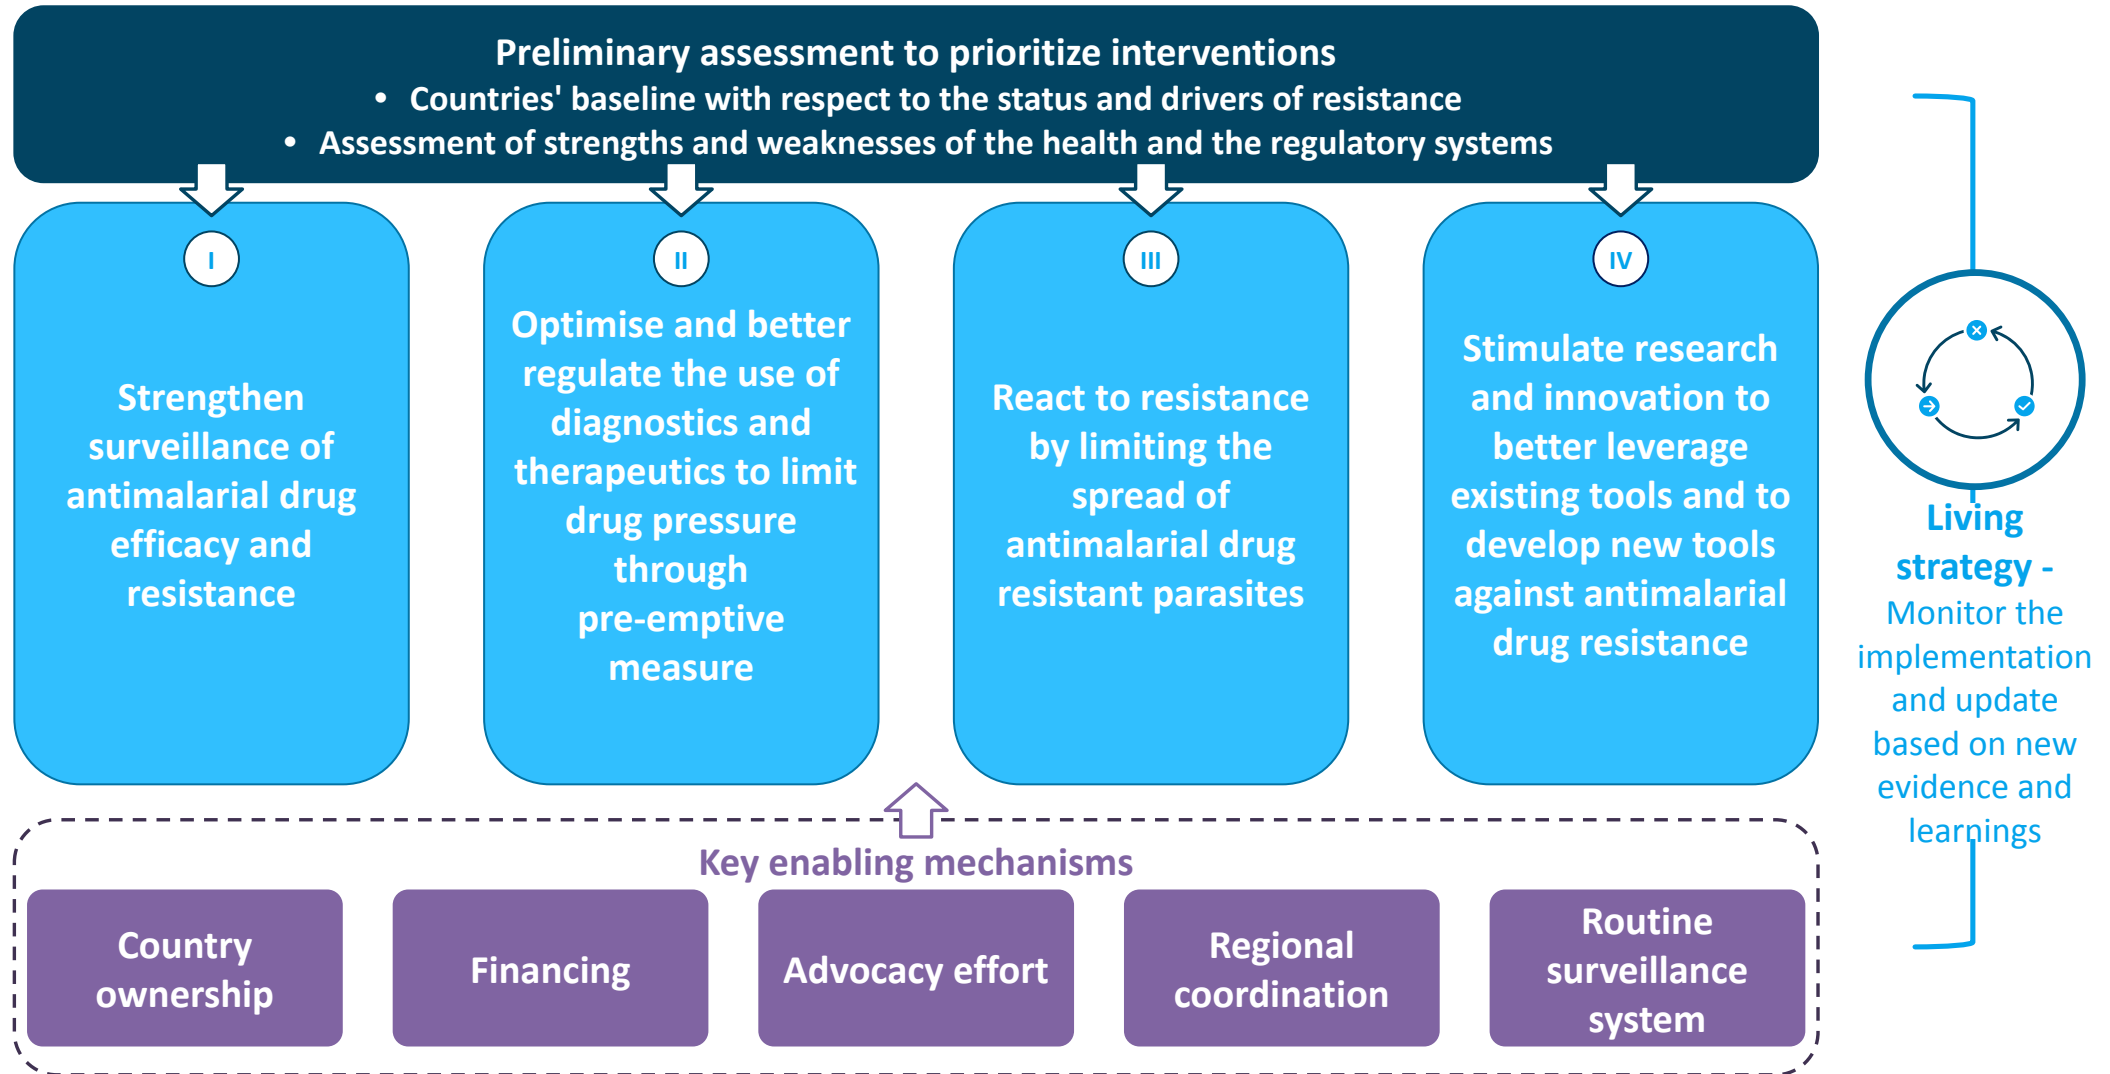 Preliminary assessment to prioritize interventions
• Countries' baseline with respect to the status and drivers of resistance
• Assessment of strengths and weaknesses of the health and the regulatory systems
I
Strengthen
surveillance of
antimalarial drug
efficacy and
resistance
II
Optimise and better
regulate the use of
diagnostics and
therapeutics to limit
drug pressure
through
pre-emptive
measure
III
React to resistance
by limiting the
spread of
antimalarial drug
resistant parasites
IV
Stimulate research
and innovation to
better leverage
existing tools and to
develop new tools
against antimalarial
drug resistance
Living
strategy -
Monitor the
implementation
and update
based on new
evidence and
learnings
Key enabling mechanisms
Country
ownership
Financing
Advocacy effort
Regional
coordination
Routine
surveillance
system